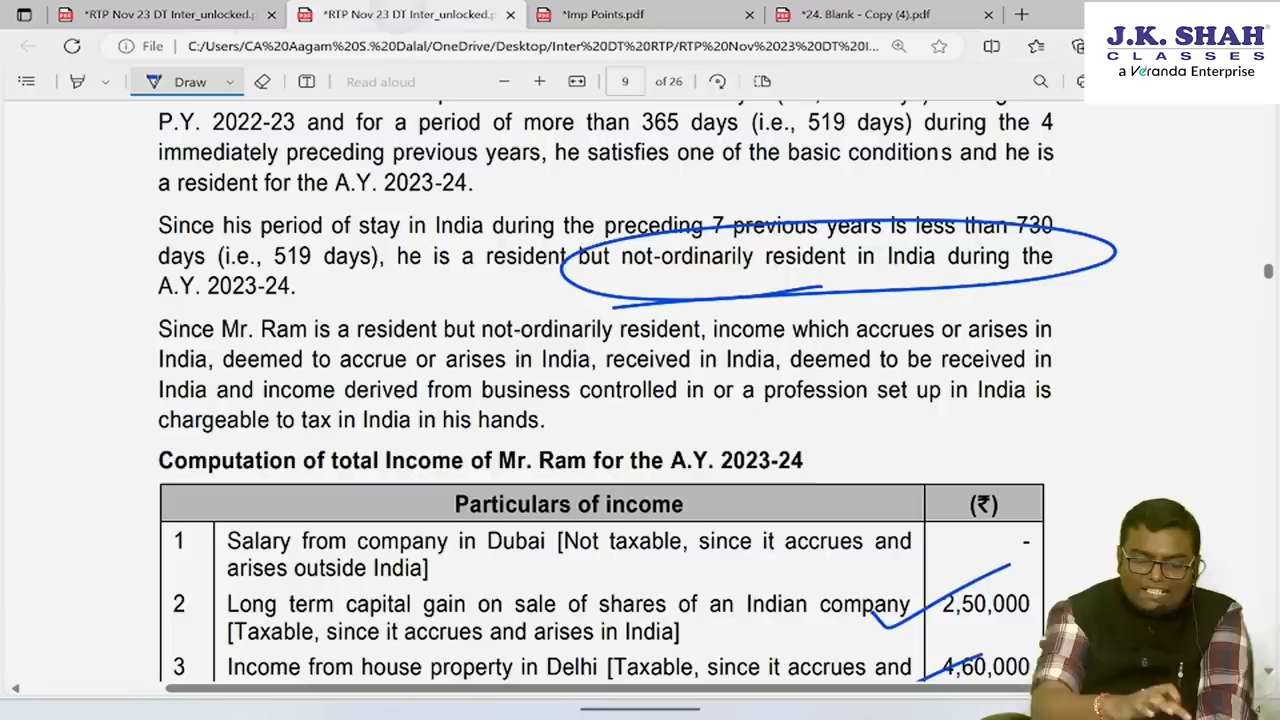 *RTP Nov 23 DT Inter_unlocked.p
*RTP Nov 23 DT Inter_unlocked.p
*Imp Points.pdf
*24. Blank - Copy (4).pdf
J.K. SHAH®
CLASSES
a Veranda Enterprise
File
C:/Users/CA%20Aagam%20S.%20Dalal/OneDrive/Desktop/Inter%20DT%20RTP/RTP%20Nov%202023%20DT%20I...
Draw
Read aloud
9 of 26
P.Y. 2022-23 and for a period of more than 365 days (i.e., 519 days) during the 4
immediately preceding previous years, he satisfies one of the basic conditions and he is
a resident for the A.Y. 2023-24.
Since his period of stay in India during the preceding 7 previous years is less than 730
days (i.e., 519 days), he is a resident but not-ordinarily resident in India during the
A.Y. 2023-24.
Since Mr. Ram is a resident but not-ordinarily resident, income which accrues or arises in
India, deemed to accrue or arises in India, received in India, deemed to be received in
India and income derived from business controlled in or a profession set up in India is
chargeable to tax in India in his hands.
Computation of total Income of Mr. Ram for the A.Y. 2023-24
Particulars of income (₹)
1 Salary from company in Dubai [Not taxable, since it accrues and -
arises outside India]
2 Long term capital gain on sale of shares of an Indian company 2,50,000
[Taxable, since it accrues and arises in India]
3 Income from house property in Delhi [Taxable, since it accrues and 4,60,000